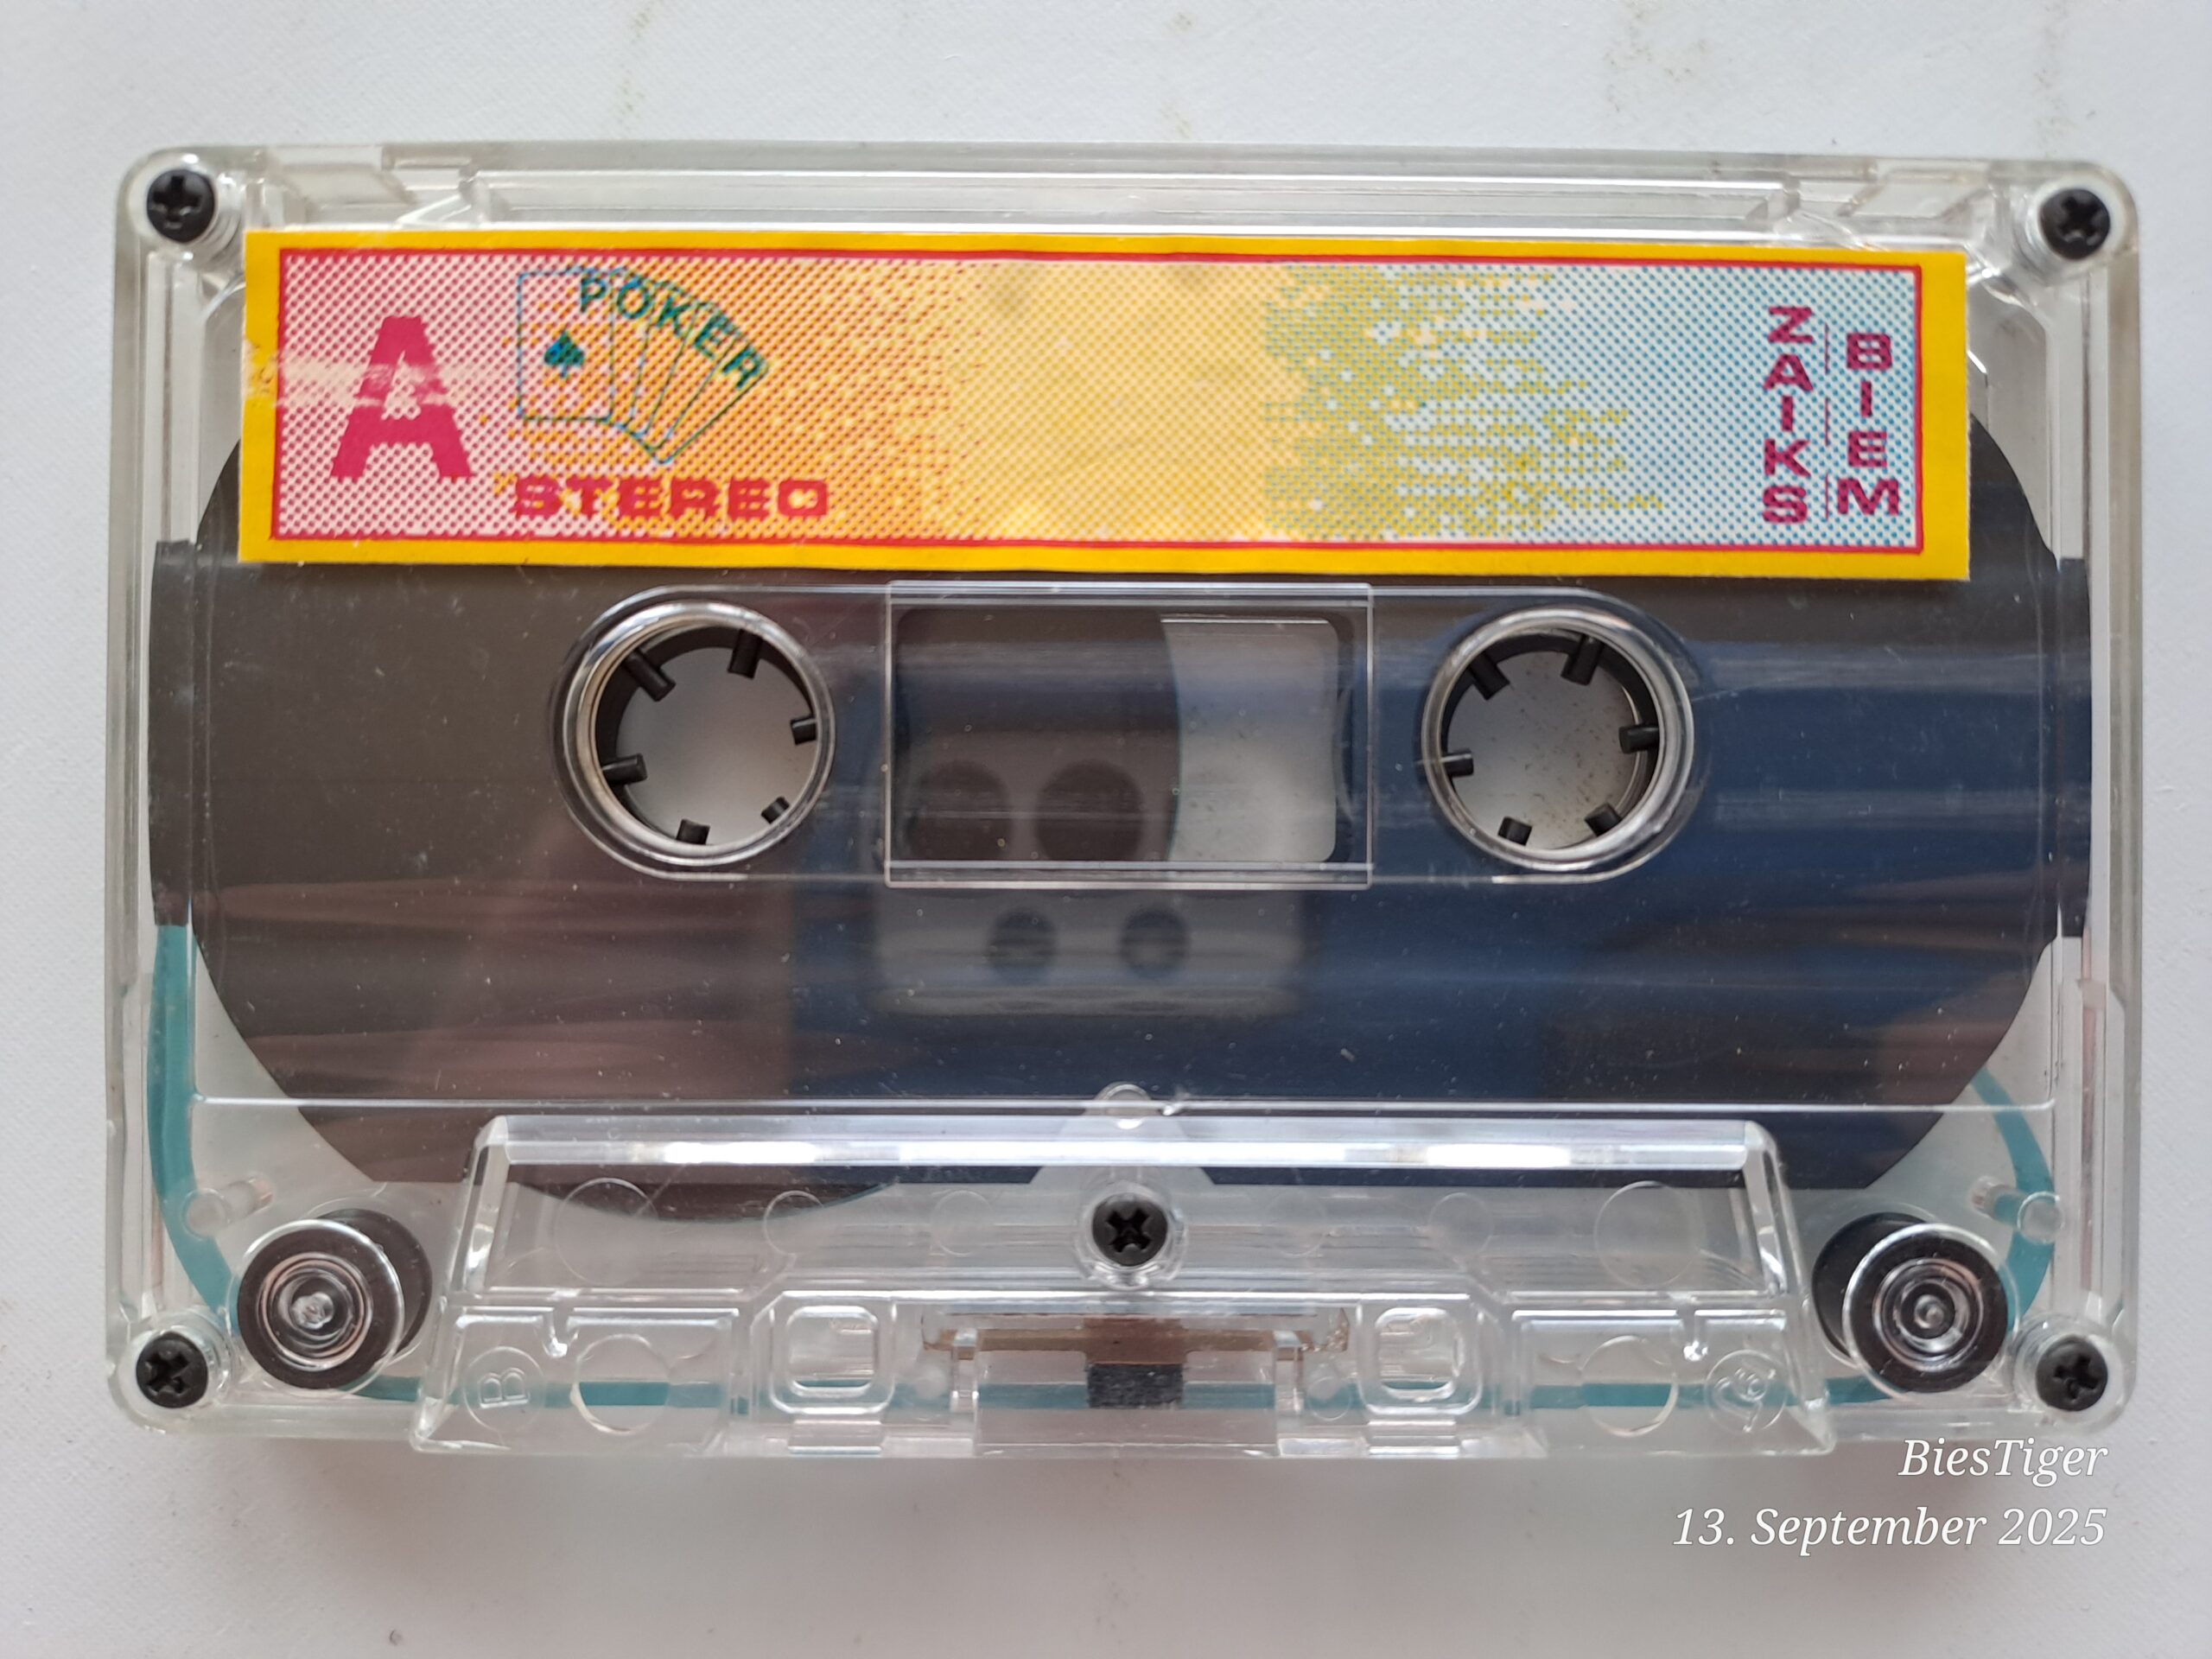 A
POKER
STEREO
ZAIKS
BIEM
B
BiesTiger
13. September 2025